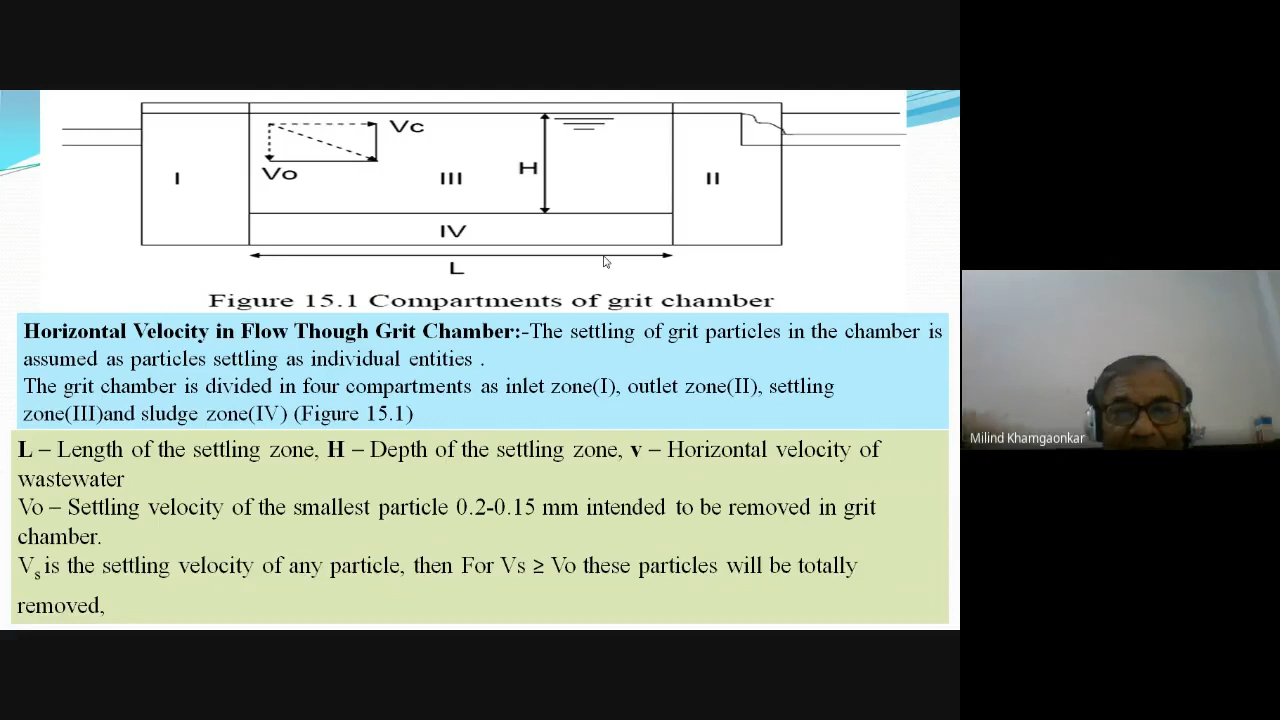 Vc
Vo
I
III
H
II
IV
L
Figure 15.1 Compartments of grit chamber
Horizontal Velocity in Flow Though Grit Chamber:-The settling of grit particles in the chamber is
assumed as particles settling as individual entities .
The grit chamber is divided in four compartments as inlet zone(I), outlet zone(II), settling
zone(III)and sludge zone(IV) (Figure 15.1)
L – Length of the settling zone, H – Depth of the settling zone, v – Horizontal velocity of
wastewater
Vo – Settling velocity of the smallest particle 0.2-0.15 mm intended to be removed in grit
chamber.
Vs is the settling velocity of any particle, then For Vs ≥ Vo these particles will be totally
removed,
Milind Khamgaonkar